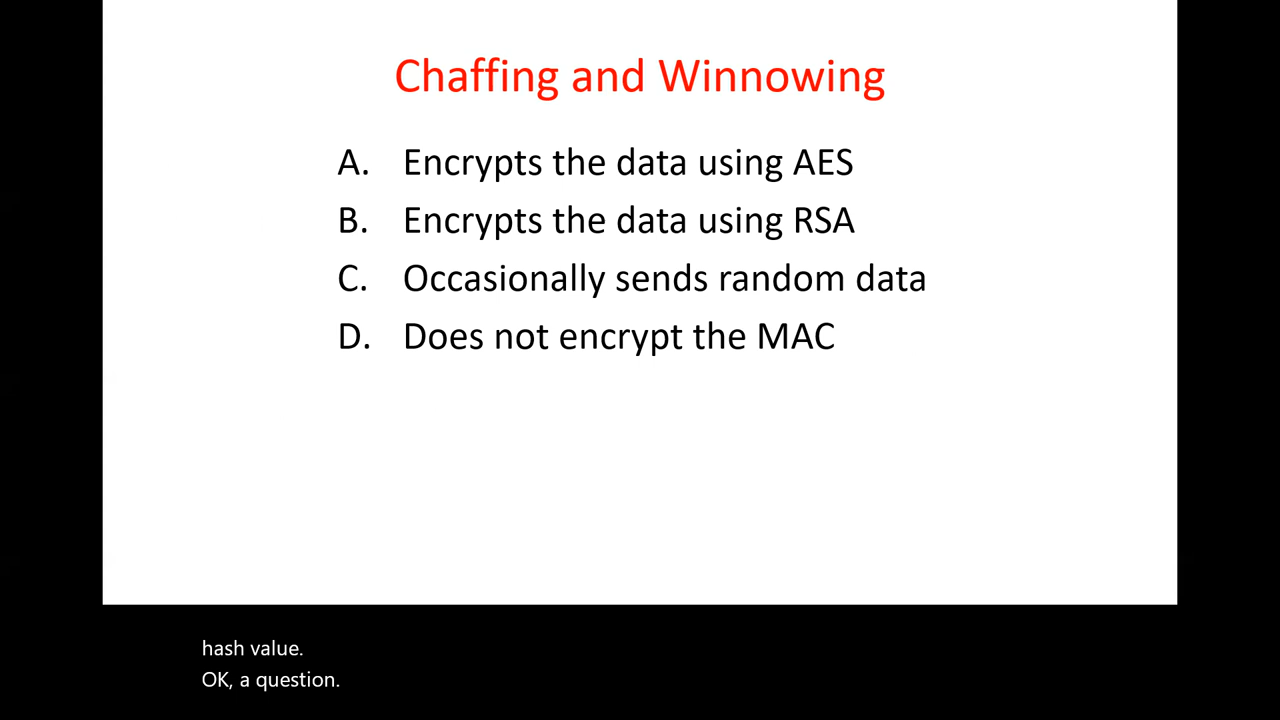 Chaffing and Winnowing
A. Encrypts the data using AES
B. Encrypts the data using RSA
C. Occasionally sends random data
D. Does not encrypt the MAC
hash value.
OK, a question.